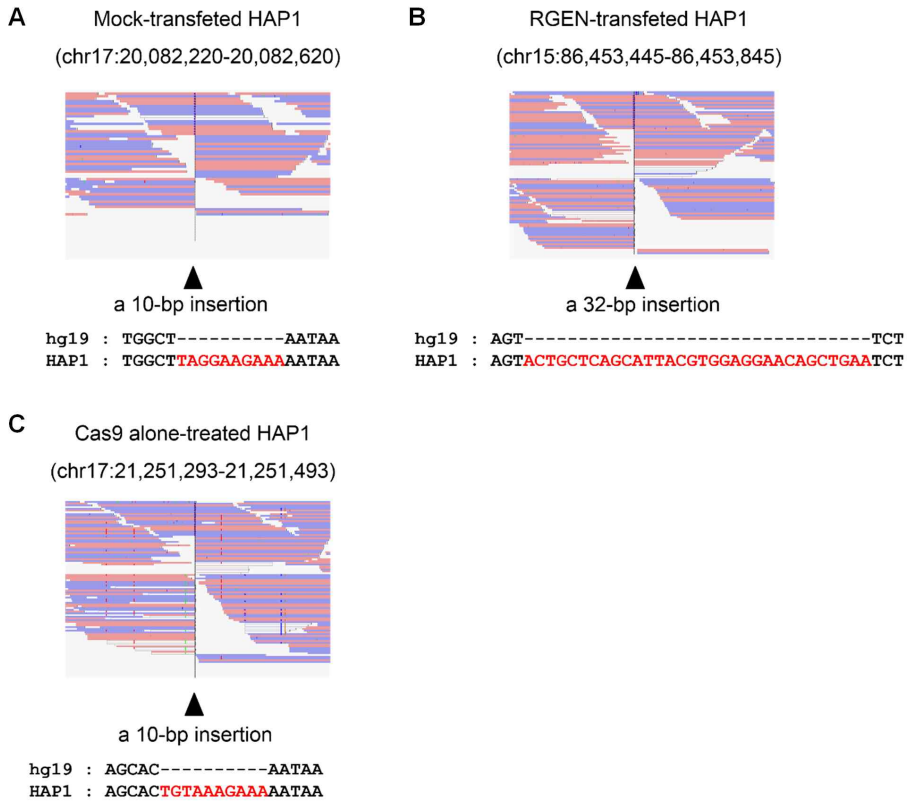 A
Mock-transfeted HAP1
(chr17:20,082,220-20,082,620)
a 10-bp insertion
hg19 : TGGCT----------AATAA
HAP1 : TGGCTTAGGAAGAAAAATAA
B
RGEN-transfeted HAP1
(chr15:86,453,445-86,453,845)
a 32-bp insertion
hg19 : AGT--------------------------------TCT
HAP1 : AGTACTGCTCAGCATTACGTGGAGGAACAGCTGAATCT
C
Cas9 alone-treated HAP1
(chr17:21,251,293-21,251,493)
a 10-bp insertion
hg19 : AGCAC----------AATAA
HAP1 : AGCACTGTAAAGAAAAATAA